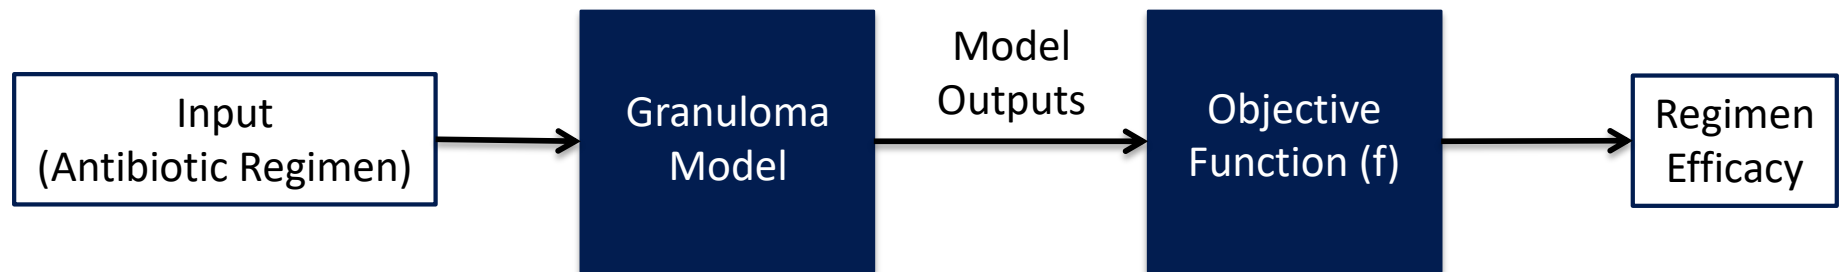 Input
(Antibiotic Regimen)
Granuloma
Model
Model
Outputs
Objective
Function (f)
Regimen
Efficacy